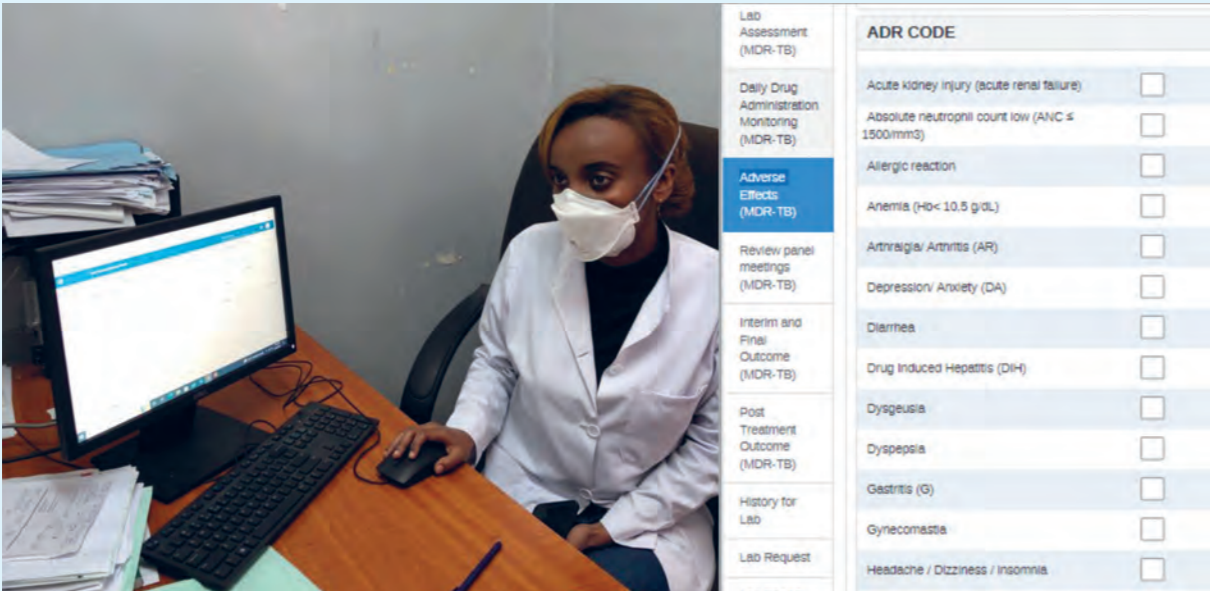 Lab
Assessment
(MDR-TB)
Daily Drug
Administration
Monitoring
(MDR-TB)
Adverse
Effects
(MDR-TB)
Review panel
meetings
(MDR-TB)
Interim and
Final
Outcome
(MDR-TB)
Post
Treatment
Outcome
(MDR-TB)
History for
Lab
Lab Request
ADR CODE
Acute kidney injury (acute renal failure)
Absolute neutrophil count low (ANC ≤
1500/mm3)
Allergic reaction
Anemia (Hb< 10.5 g/dL)
Arthralgia/ Arthritis (AR)
Depression/ Anxiety (DA)
Diarrhea
Drug Induced Hepatitis (DIH)
Dysgeusia
Dyspepsia
Gastritis (G)
Gynecomastia
Headache / Dizziness / Insomnia